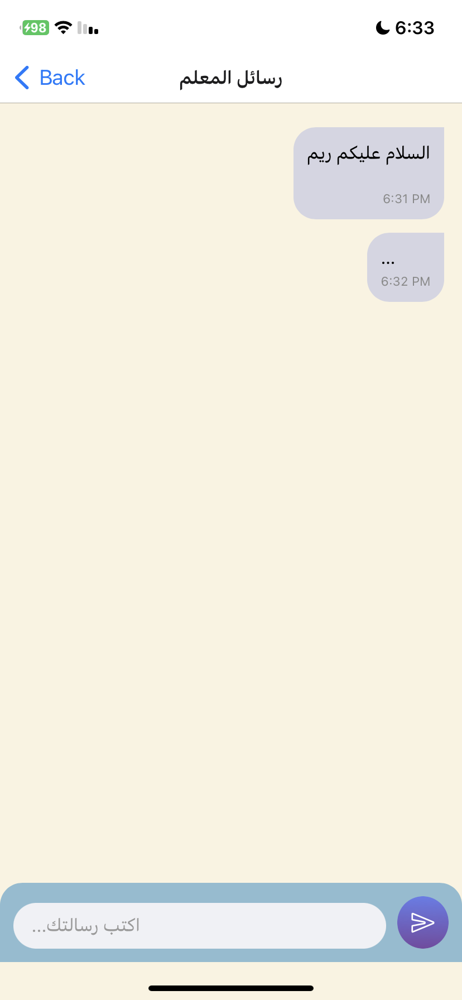 98
6:33
Back
رسائل المعلم
السلام عليكم ريم
6:31 PM
...
6:32 PM
اكتب رسالتك...